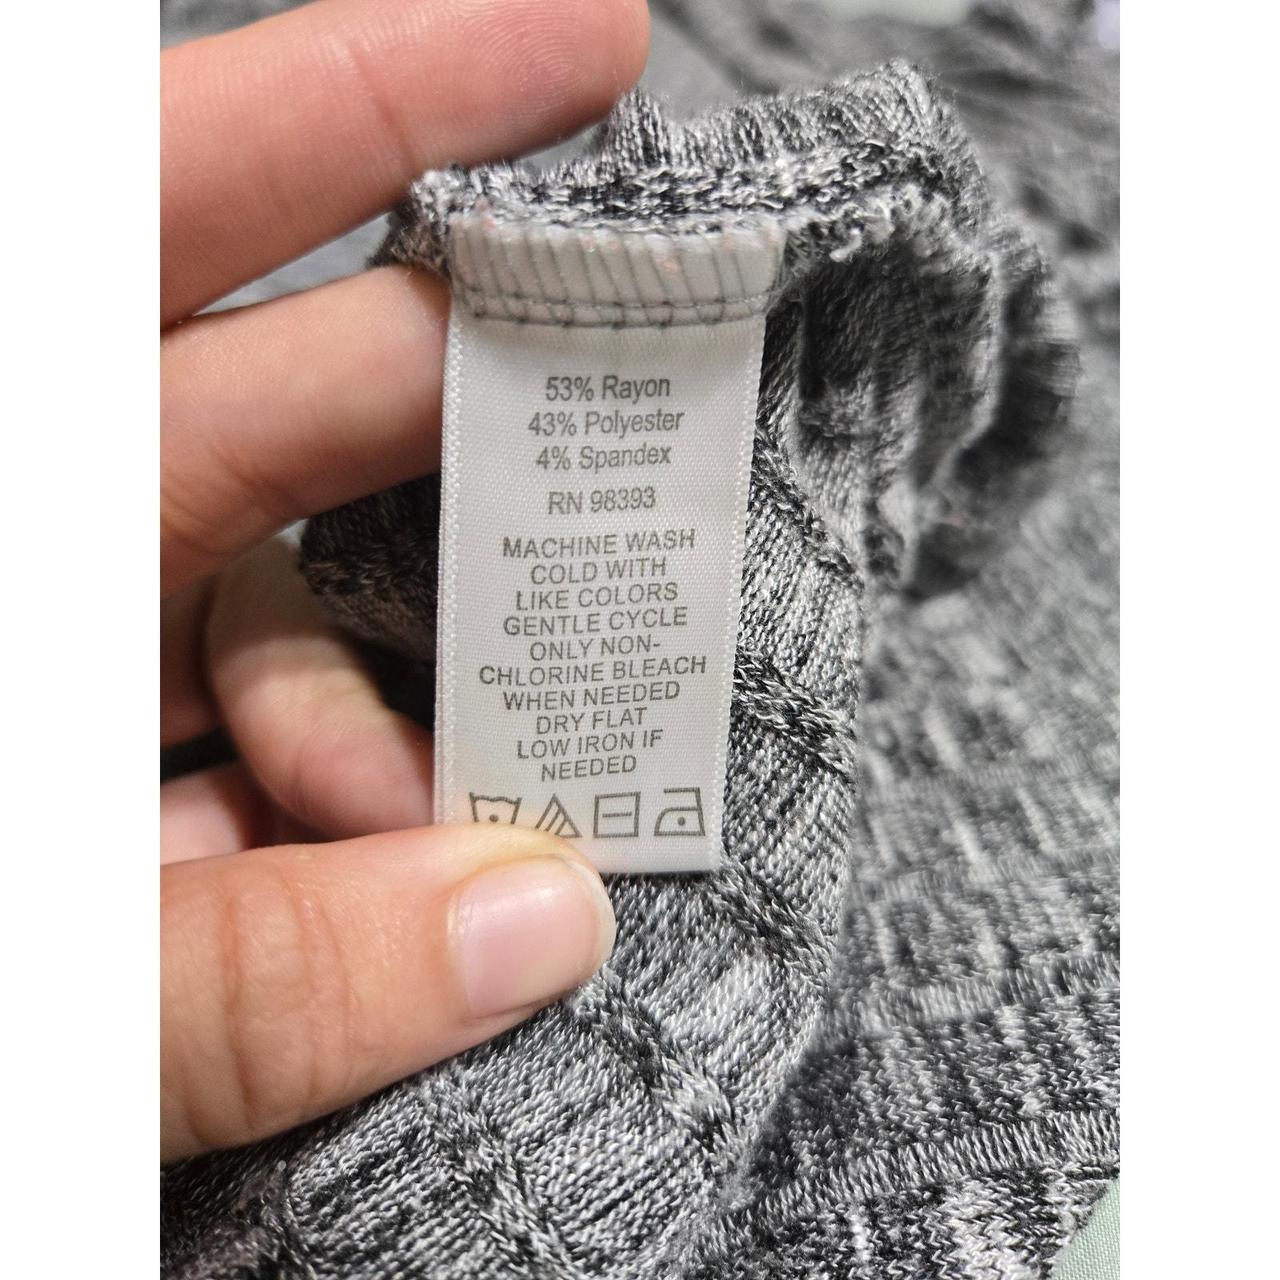 53% Rayon
43% Polyester
4% Spandex
RN 98393
MACHINE WASH
COLD WITH
LIKE COLORS
GENTLE CYCLE
ONLY NON-
CHLORINE BLEACH
WHEN NEEDED
DRY FLAT
LOW IRON IF
NEEDED